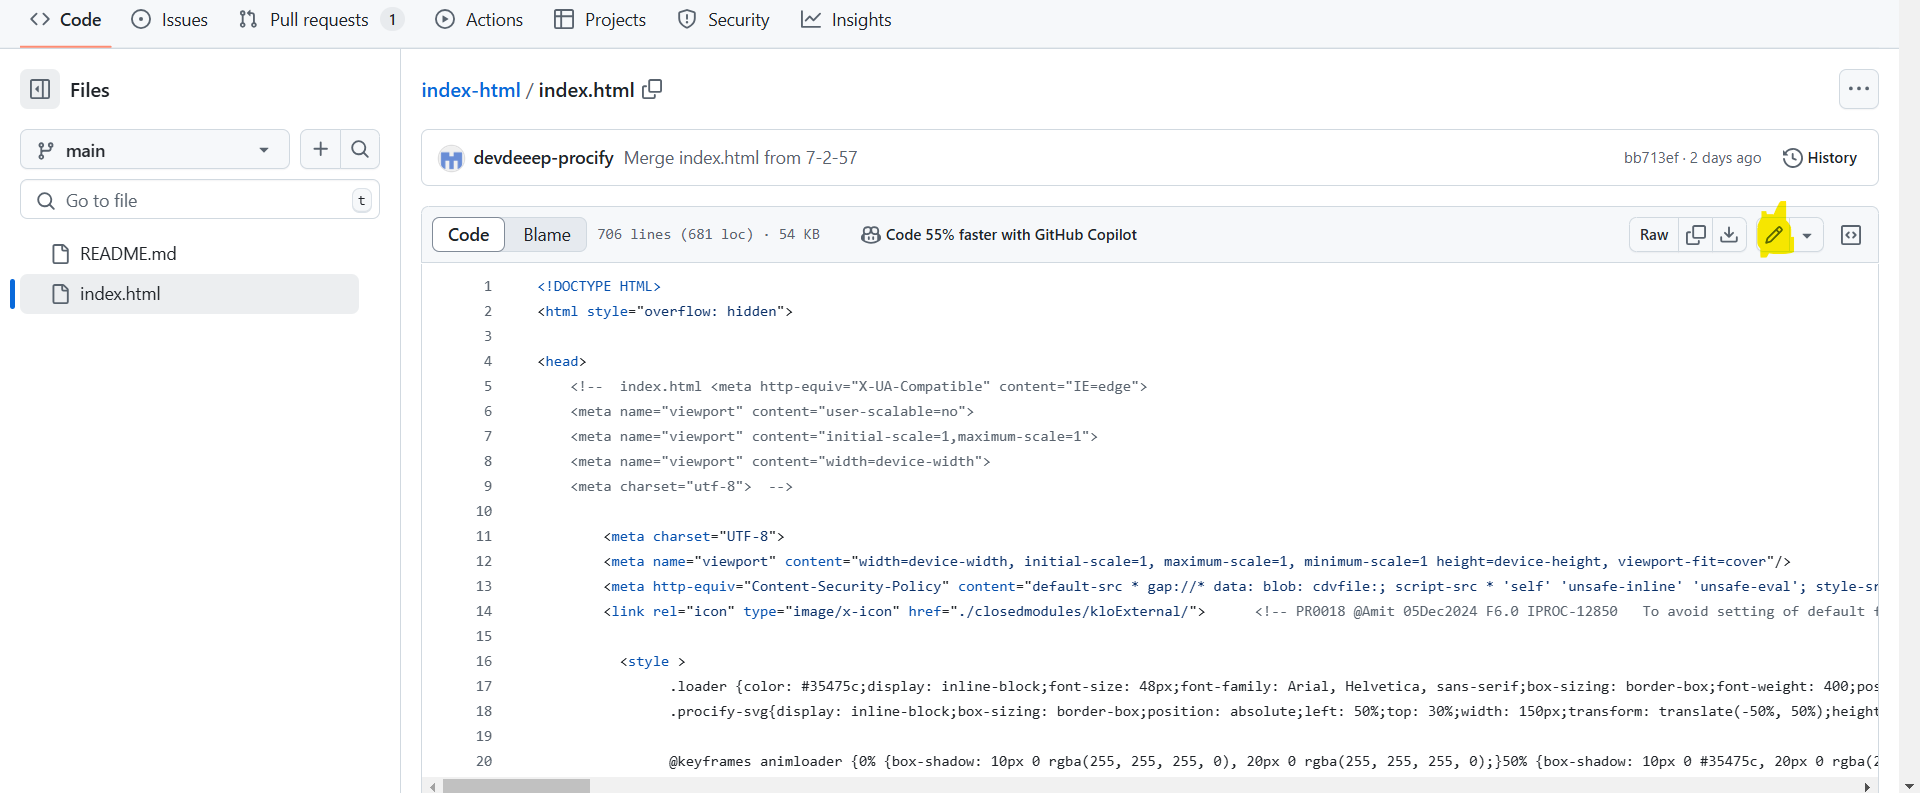 Code Issues Pull requests 1 Actions Projects Security Insights
Files
index-html / index.html
main
devdeeep-procify Merge index.html from 7-2-57 bb713ef · 2 days ago History
Go to file t
Code Blame 706 lines (681 loc) · 54 KB Code 55% faster with GitHub Copilot Raw
README.md
index.html
1 <!DOCTYPE HTML>
2 <html style="overflow: hidden">
3
4 <head>
5 <!--  index.html <meta http-equiv="X-UA-Compatible" content="IE=edge">
6 <meta name="viewport" content="user-scalable=no">
7 <meta name="viewport" content="initial-scale=1,maximum-scale=1">
8 <meta name="viewport" content="width=device-width">
9 <meta charset="utf-8">  -->
10
11 <meta charset="UTF-8">
12 <meta name="viewport" content="width=device-width, initial-scale=1, maximum-scale=1, minimum-scale=1 height=device-height, viewport-fit=cover"/>
13 <meta http-equiv="Content-Security-Policy" content="default-src * gap://* data: blob: cdvfile:; script-src * 'self' 'unsafe-inline' 'unsafe-eval'; style-sr
14 <link rel="icon" type="image/x-icon" href="./closedmodules/kloExternal/"> <!-- PR0018 @Amit 05Dec2024 F6.0 IPROC-12850 To avoid setting of default f
15
16 <style >
17 .loader {color: #35475c;display: inline-block;font-size: 48px;font-family: Arial, Helvetica, sans-serif;box-sizing: border-box;font-weight: 400;pos
18 .procify-svg{display: inline-block;box-sizing: border-box;position: absolute;left: 50%;top: 30%;width: 150px;transform: translate(-50%, 50%);height
19
20 @keyframes animloader {0% {box-shadow: 10px 0 rgba(255, 255, 255, 0), 20px 0 rgba(255, 255, 255, 0);}50% {box-shadow: 10px 0 #35475c, 20px 0 rgba(2